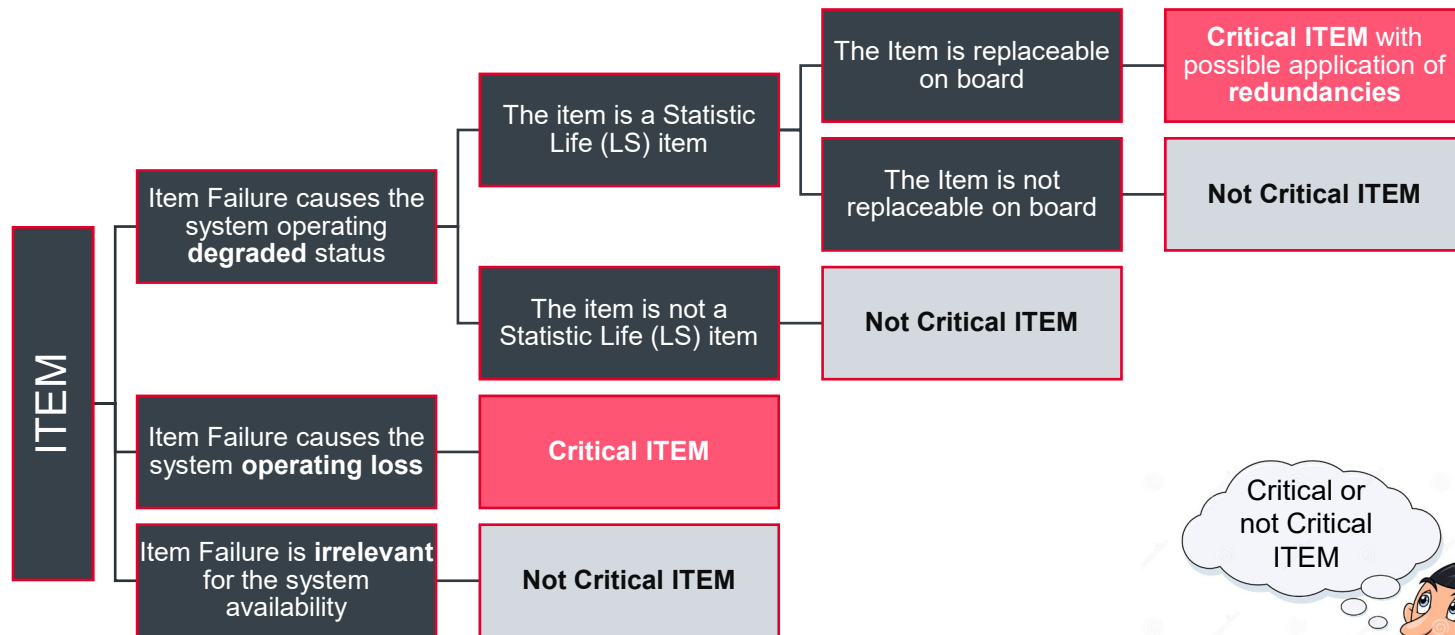 ITEM
Item Failure causes the
system operating
degraded status
The item is a Statistic
Life (LS) item
The Item is replaceable
on board
Critical ITEM with
possible application of
redundancies
The Item is not
replaceable on board
Not Critical ITEM
The item is not a
Statistic Life (LS) item
Not Critical ITEM
Item Failure causes the
system operating loss
Critical ITEM
Item Failure is irrelevant
for the system
availability
Not Critical ITEM
Critical or
not Critical
ITEM